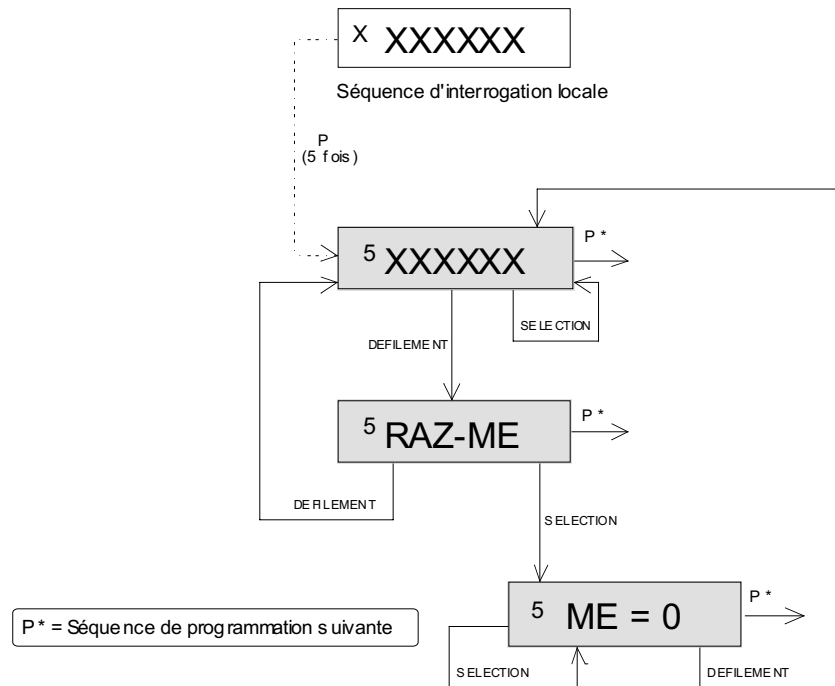 X XXXXXX
Séquence d'interrogation locale
P
(5 fois)
P *
5 XXXXXX
SELECTION
DEFILEMENT
P *
5 RAZ-ME
DEFILEMENT
SELECTION
P *
5 ME = 0
P * = Séquence de programmation suivante
SELECTION
DEFILEMENT